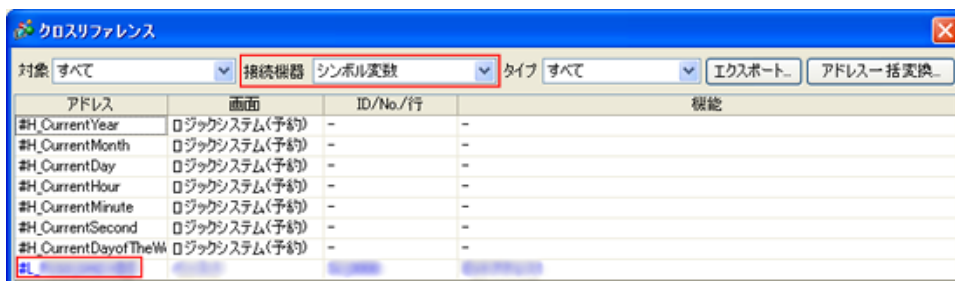 クロスリファレンス
対象 すべて 接続機器 シンボル変数 タイプ すべて エクスポート... アドレス一括変換...
アドレス 画面 ID/No./行 機能
#H_CurrentYear ロジックシステム(予約) - -
#H_CurrentMonth ロジックシステム(予約) - -
#H_CurrentDay ロジックシステム(予約) - -
#H_CurrentHour ロジックシステム(予約) - -
#H_CurrentMinute ロジックシステム(予約) - -
#H_CurrentSecond ロジックシステム(予約) - -
#H_CurrentDayofTheW ロジックシステム(予約) - -
#L_